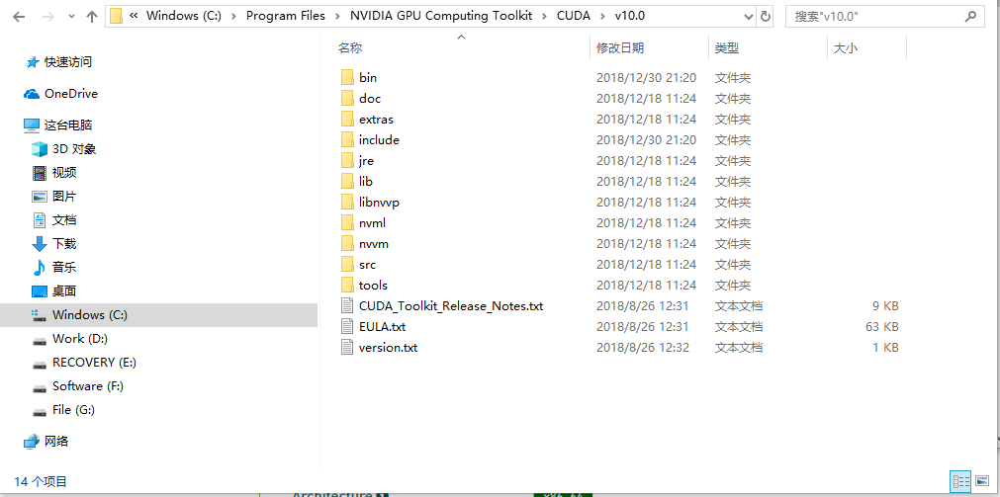 « Windows (C:) › Program Files › NVIDIA GPU Computing Toolkit › CUDA › v10.0
搜索"v10.0"
名称 修改日期 类型 大小
快速访问
OneDrive
这台电脑
3D 对象
视频
图片
文档
下载
音乐
桌面
Windows (C:)
Work (D:)
RECOVERY (E:)
Software (F:)
File (G:)
网络
bin 2018/12/30 21:20 文件夹
doc 2018/12/18 11:24 文件夹
extras 2018/12/18 11:24 文件夹
include 2018/12/30 21:20 文件夹
jre 2018/12/18 11:24 文件夹
lib 2018/12/18 11:24 文件夹
libnvvp 2018/12/18 11:24 文件夹
nvml 2018/12/18 11:24 文件夹
nvvm 2018/12/18 11:24 文件夹
src 2018/12/18 11:24 文件夹
tools 2018/12/18 11:24 文件夹
CUDA_Toolkit_Release_Notes.txt 2018/8/26 12:31 文本文档 9 KB
EULA.txt 2018/8/26 12:31 文本文档 63 KB
version.txt 2018/8/26 12:32 文本文档 1 KB
14 个项目
Architecture